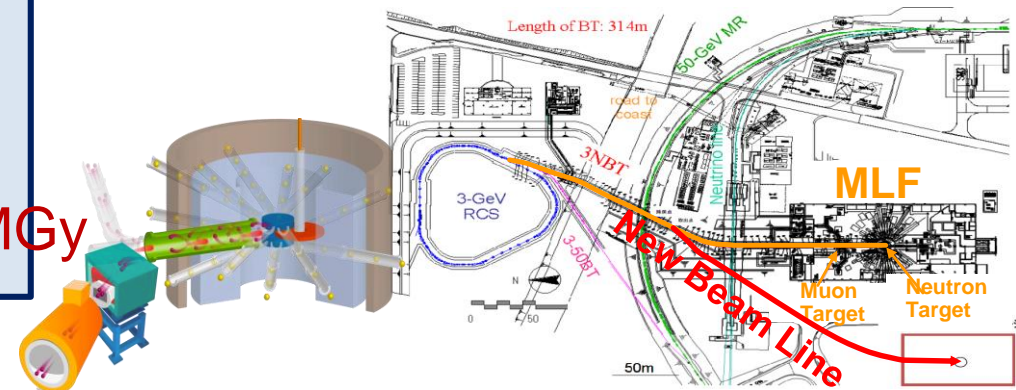 MGy
Length of BT: 314m
50-GeV MR
road to
coast
Neutrino line
3NBT
3-GeV
RCS
3-50BT
N
0 50
MLF
New Beam Line
Muon
Target
Neutron
Target
50m